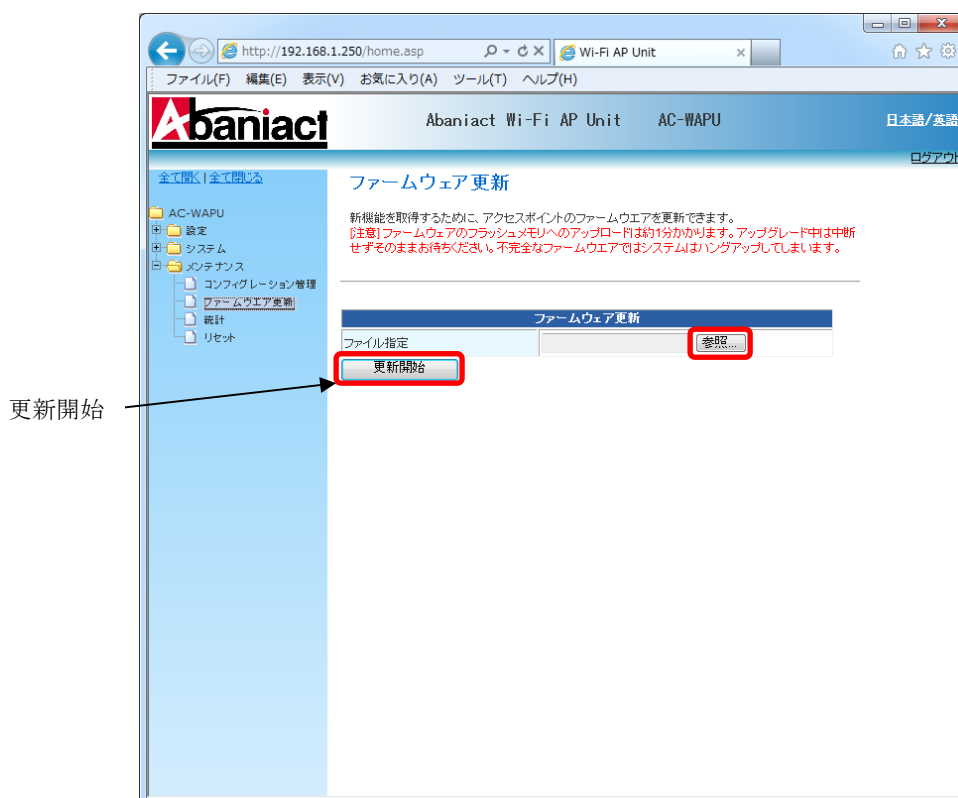 http://192.168.1.250/home.asp
Wi-Fi AP Unit
ファイル(F) 編集(E) 表示(V) お気に入り(A) ツール(T) ヘルプ(H)
Abaniact
Abaniact Wi-Fi AP Unit AC-WAPU
日本語/英語
ログアウト
全て開く | 全て閉じる
AC-WAPU
設定
システム
メンテナンス
コンフィグレーション管理
ファームウエア更新
統計
リセット
ファームウェア更新
新機能を取得するために、アクセスポイントのファームウエアを更新できます。
[注意] ファームウェアのフラッシュメモリへのアップロードは約1分かかります。アップグレード中は中断
せずそのままお待ちください。不完全なファームウエアではシステムはハングアップしてしまいます。
ファームウェア更新
ファイル指定
参照...
更新開始
更新開始